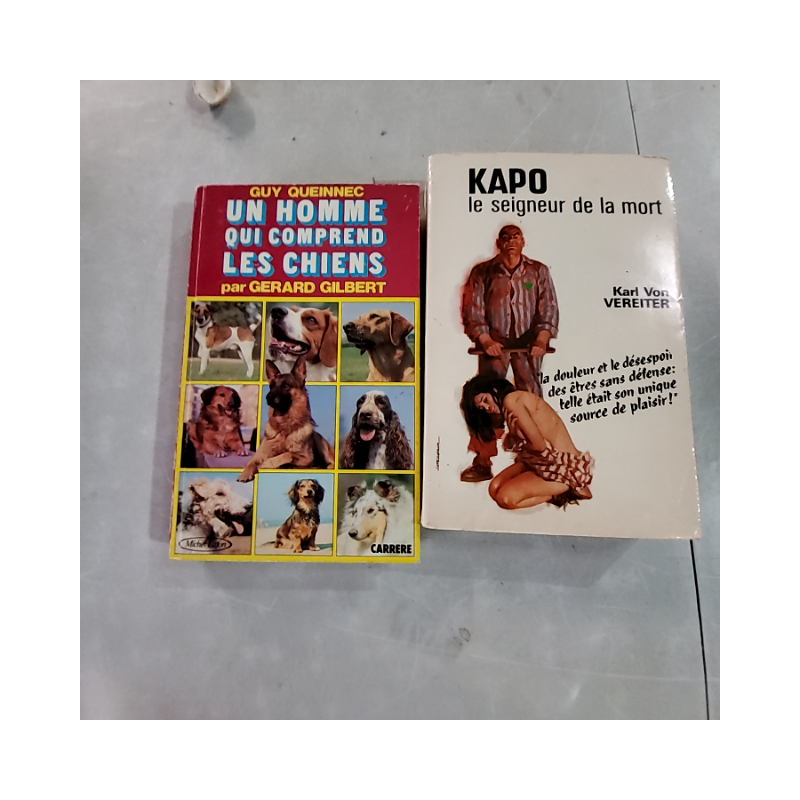 GUY QUEINNEC
UN HOMME
QUI COMPREND
LES CHIENS
par GERARD GILBERT
CARRERE
KAPO
le seigneur de la mort
Karl Von
VEREITER
"la douleur et le désespoir
des êtres sans défense:
telle était son unique
source de plaisir!"